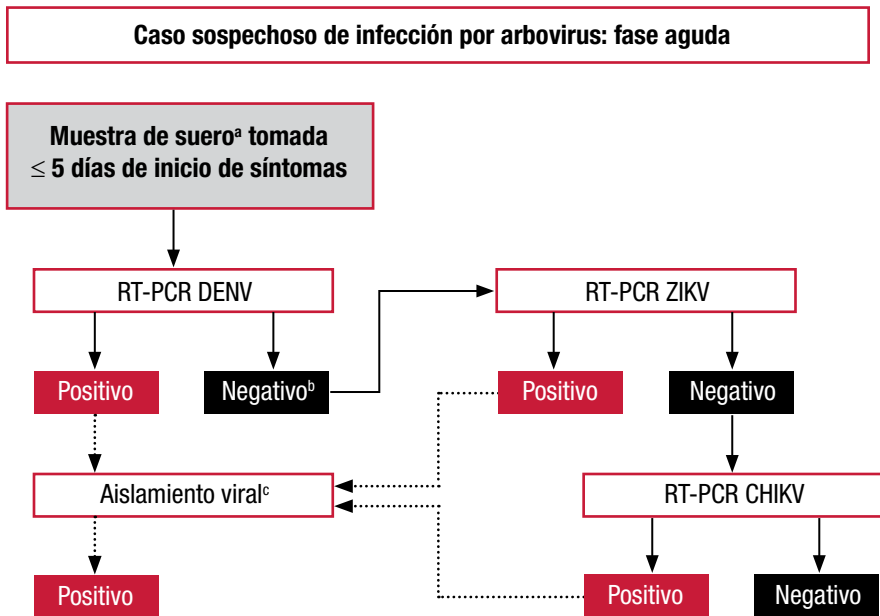 Caso sospechoso de infección por arbovirus: fase aguda
Muestra de sueroᵃ tomada
≤ 5 días de inicio de síntomas
RT-PCR DENV
RT-PCR ZIKV
Positivo
Negativoᵇ
Positivo
Negativo
Aislamiento viralᶜ
RT-PCR CHIKV
Positivo
Positivo
Negativo